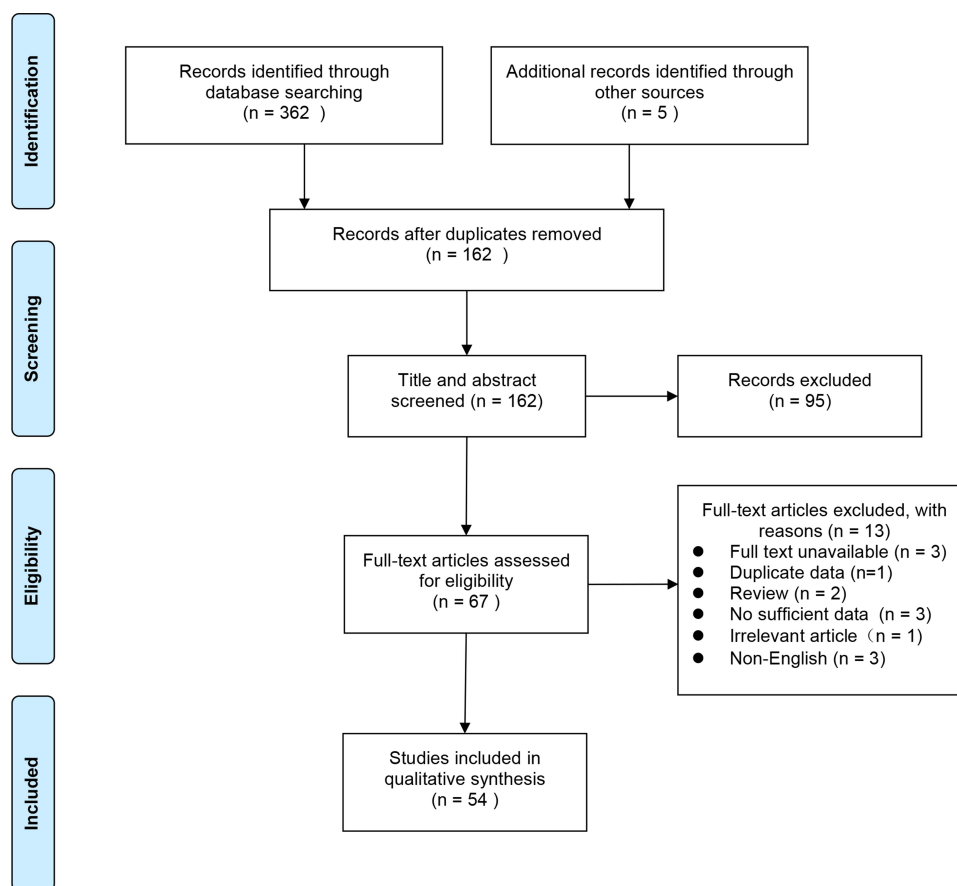 Identification
Records identified through
database searching
(n = 362  )
Additional records identified through
other sources
(n = 5 )
Records after duplicates removed
(n = 162  )
Screening
Title and abstract
screened (n = 162)
Records excluded
(n = 95)
Eligibility
Full-text articles assessed
for eligibility
(n = 67 )
Full-text articles excluded, with
reasons (n = 13)
● Full text unavailable (n = 3)
● Duplicate data (n=1)
● Review (n = 2)
● No sufficient data  (n = 3)
● Irrelevant article（n = 1)
● Non-English (n = 3)
Included
Studies included in
qualitative synthesis
(n = 54 )